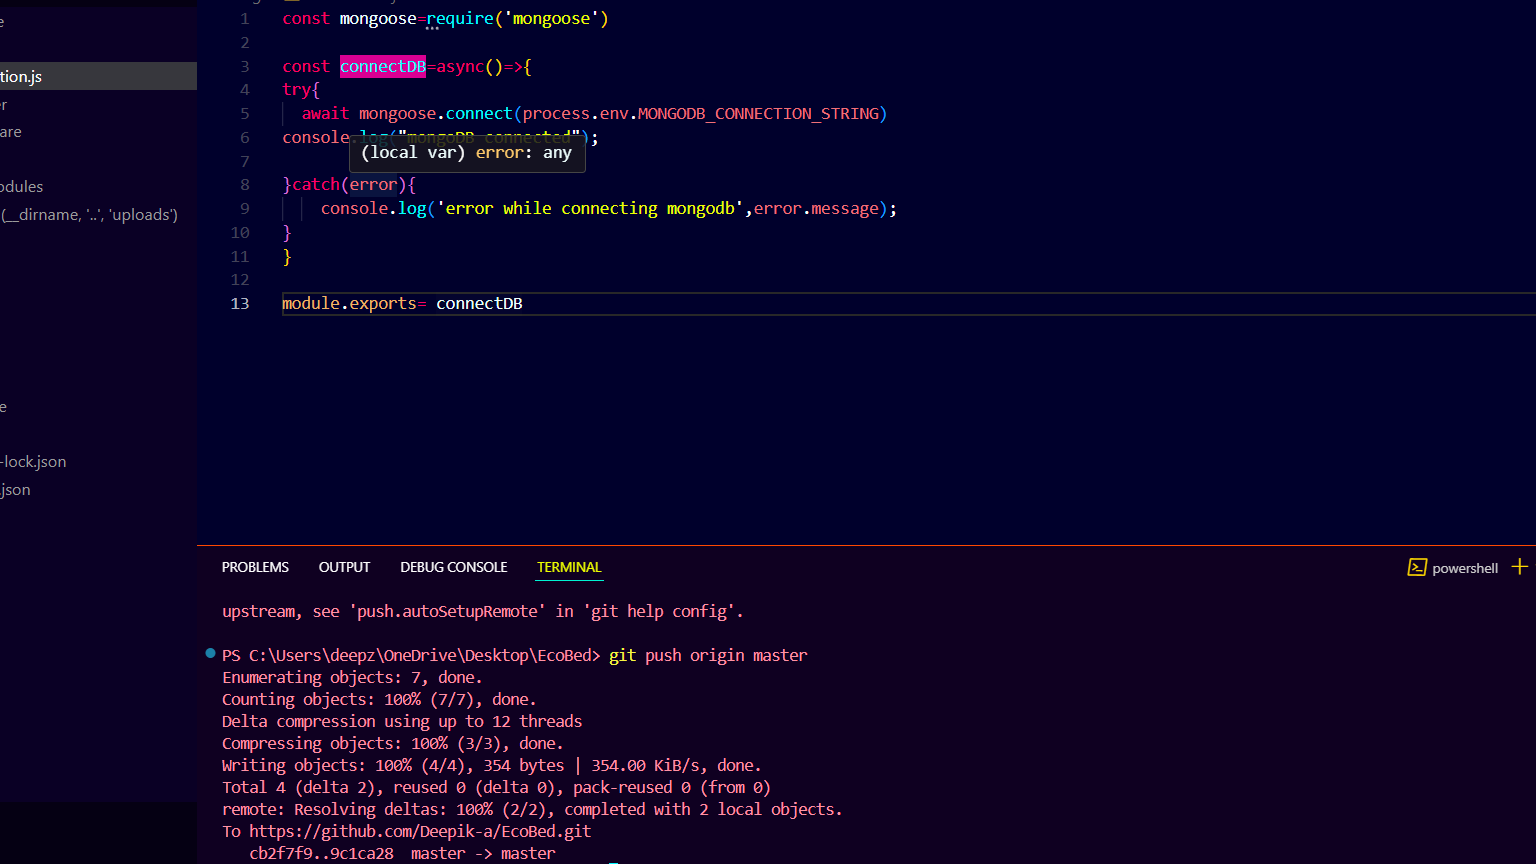 e
tion.js
er
are
odules
(__dirname, '..', 'uploads')
e
-lock.json
.json
1 const mongoose=require('mongoose')
2
3 const connectDB=async()=>{
4 try{
5 await mongoose.connect(process.env.MONGODB_CONNECTION_STRING)
6 console.log("mongoDB connected");
(local var) error: any
7
8 }catch(error){
9 console.log('error while connecting mongodb',error.message);
10 }
11 }
12
13 module.exports= connectDB
PROBLEMS OUTPUT DEBUG CONSOLE TERMINAL powershell
upstream, see 'push.autoSetupRemote' in 'git help config'.
PS C:\Users\deepz\OneDrive\Desktop\EcoBed> git push origin master
Enumerating objects: 7, done.
Counting objects: 100% (7/7), done.
Delta compression using up to 12 threads
Compressing objects: 100% (3/3), done.
Writing objects: 100% (4/4), 354 bytes | 354.00 KiB/s, done.
Total 4 (delta 2), reused 0 (delta 0), pack-reused 0 (from 0)
remote: Resolving deltas: 100% (2/2), completed with 2 local objects.
To https://github.com/Deepik-a/EcoBed.git
cb2f7f9..9c1ca28 master -> master